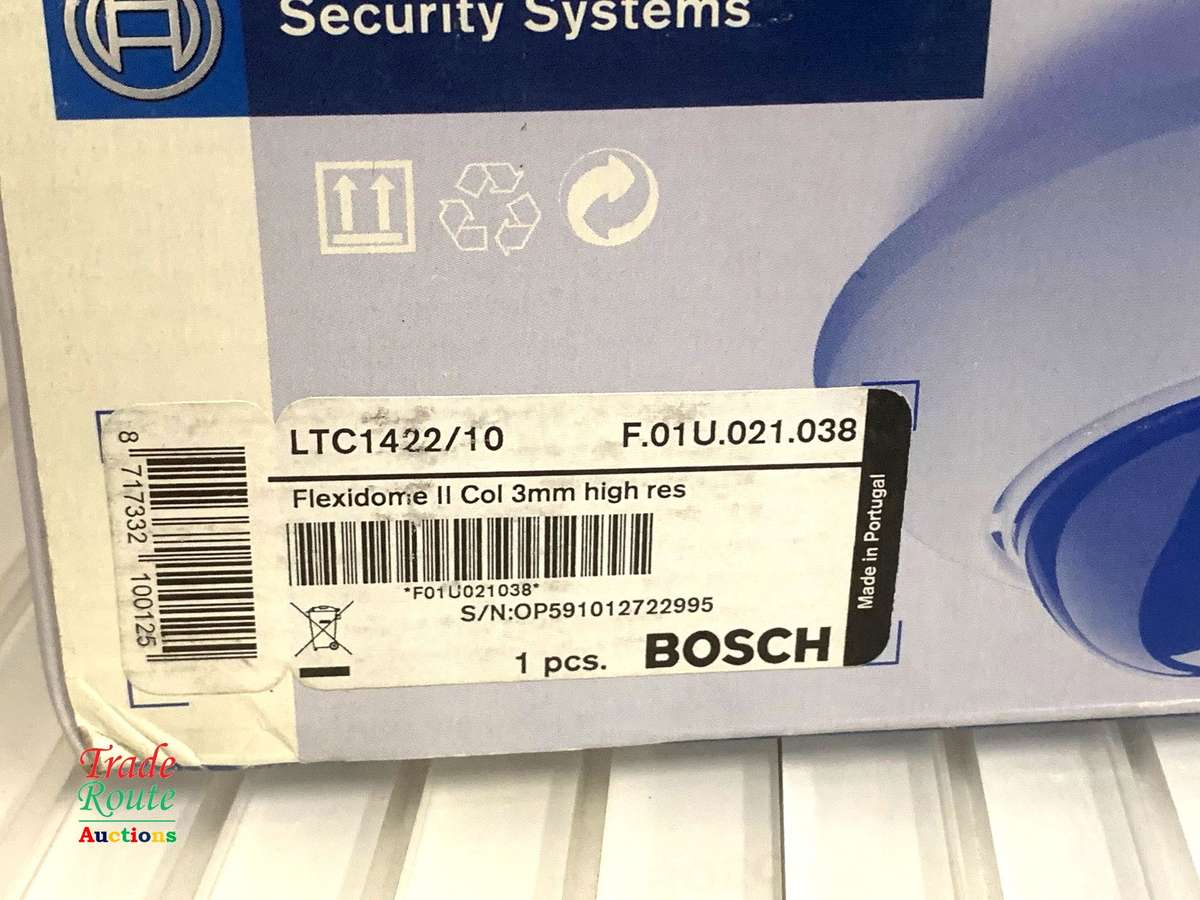 Security Systems
LTC1422/10 F.01U.021.038
Flexidome II Col 3mm high res
*F01U021038*
S/N:OP591012722995
1 pcs. BOSCH
Made in Portugal
8 717332 100125
Trade
Route
Auctions